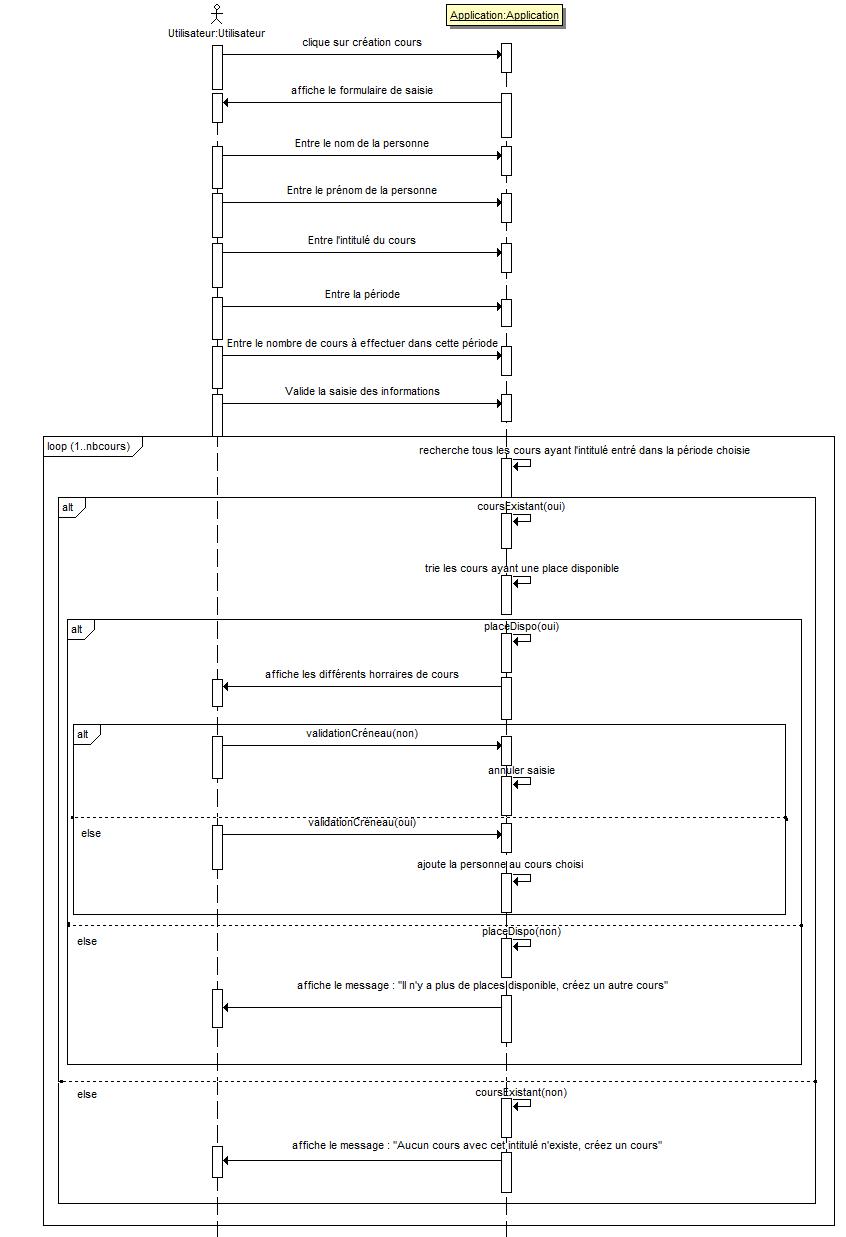 Utilisateur:Utilisateur
Application:Application
clique sur création cours
affiche le formulaire de saisie
Entre le nom de la personne
Entre le prénom de la personne
Entre l'intitulé du cours
Entre la période
Entre le nombre de cours à effectuer dans cette période
Valide la saisie des informations
loop (1..nbcours)
recherche tous les cours ayant l'intitulé entré dans la période choisie
alt
coursExistant(oui)
trie les cours ayant une place disponible
alt
placeDispo(oui)
affiche les différents horraires de cours
alt
validationCréneau(non)
annuler saisie
validationCréneau(oui)
else
ajoute la personne au cours choisi
placeDispo(non)
else
affiche le message : "Il n'y a plus de places disponible, créez un autre cours"
coursExistant(non)
else
affiche le message : "Aucun cours avec cet intitulé n'existe, créez un cours"